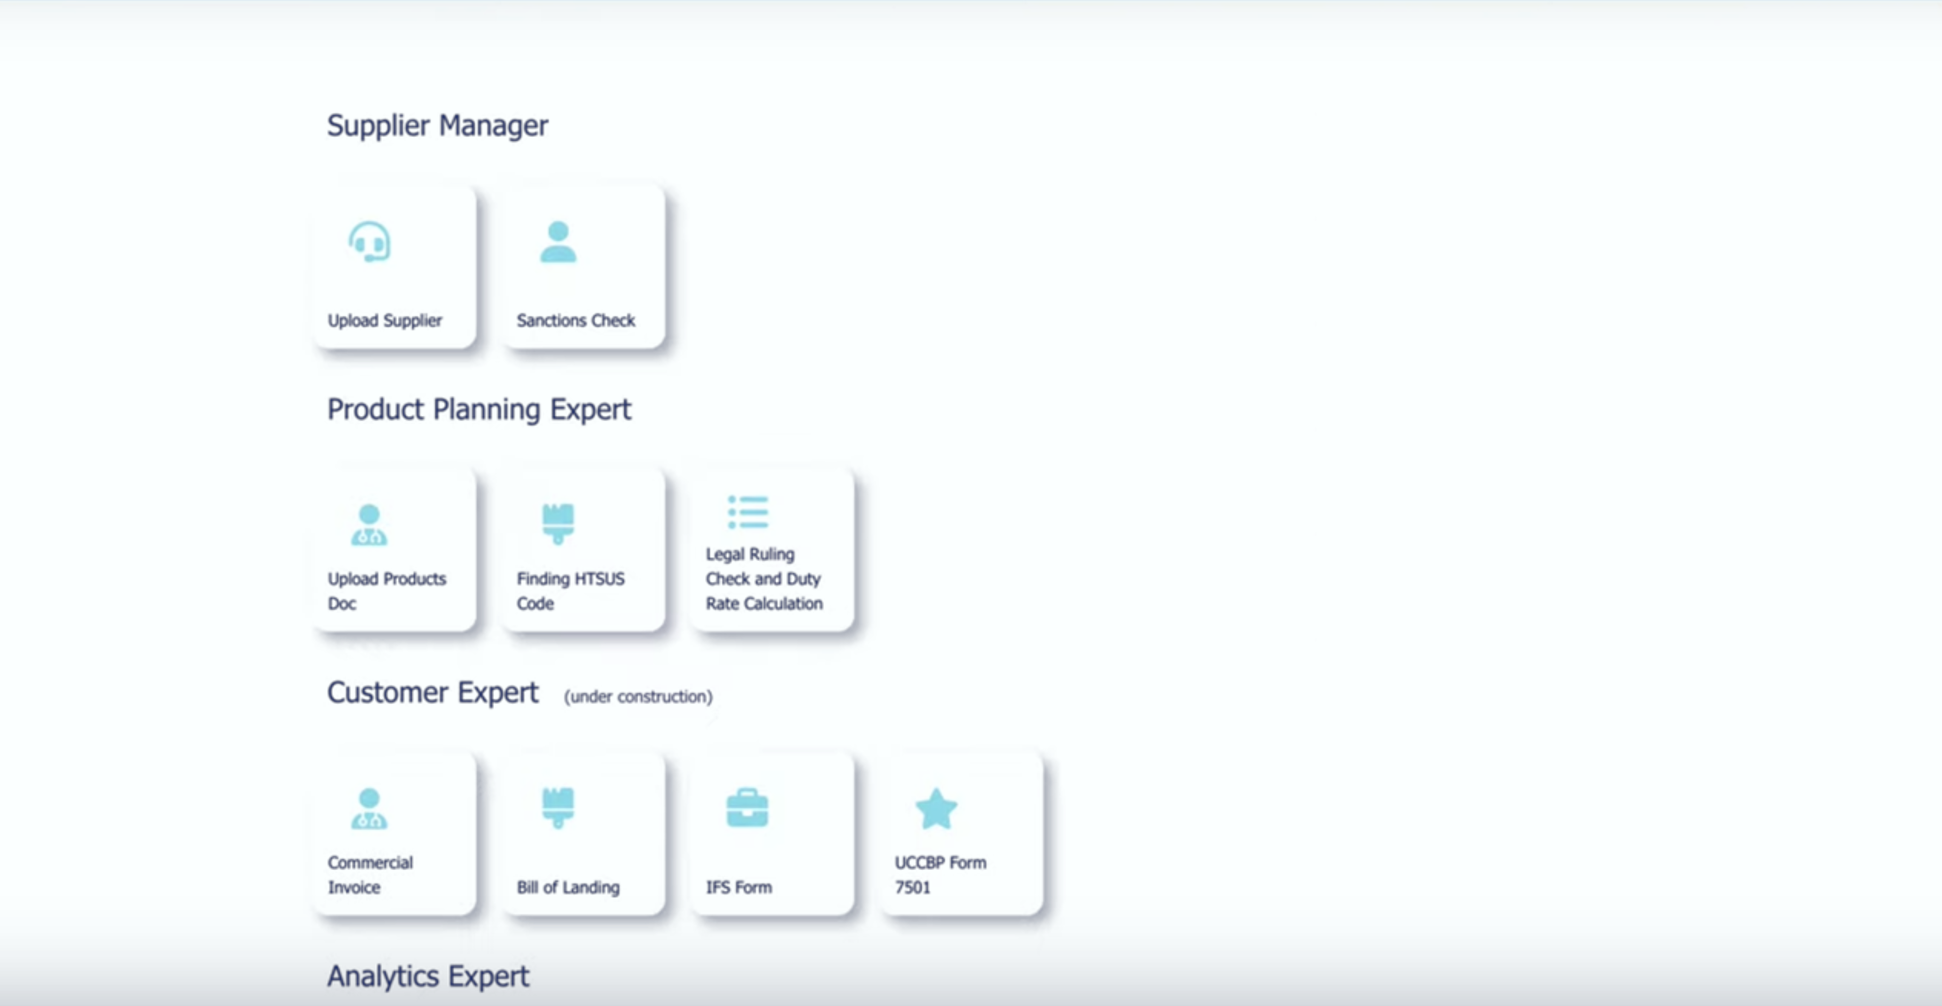 Supplier Manager
Upload Supplier
Sanctions Check
Product Planning Expert
Upload Products
Doc
Finding HTSUS
Code
Legal Ruling
Check and Duty
Rate Calculation
Customer Expert (under construction)
Commercial
Invoice
Bill of Landing
IFS Form
UCCBP Form
7501
Analytics Expert